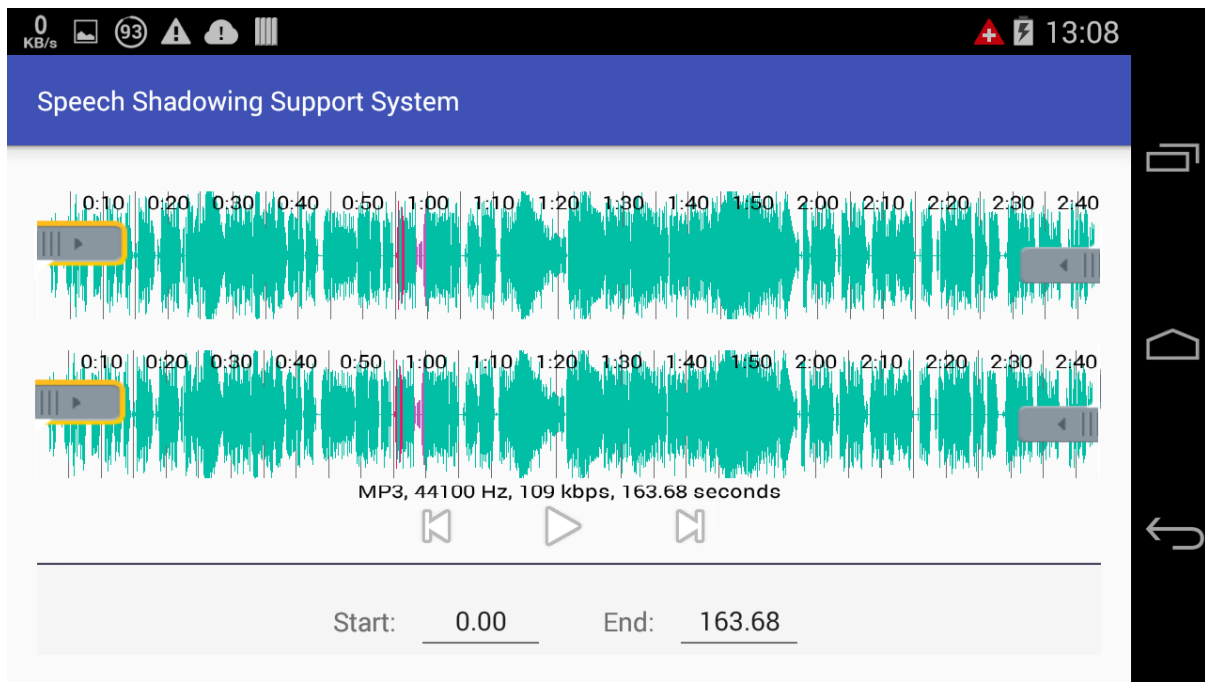 0 KB/s 93 13:08
Speech Shadowing Support System
0:10 0:20 0:30 0:40 0:50 1:00 1:10 1:20 1:30 1:40 1:50 2:00 2:10 2:20 2:30 2:40
0:10 0:20 0:30 0:40 0:50 1:00 1:10 1:20 1:30 1:40 1:50 2:00 2:10 2:20 2:30 2:40
MP3, 44100 Hz, 109 kbps, 163.68 seconds
Start: 0.00 End: 163.68